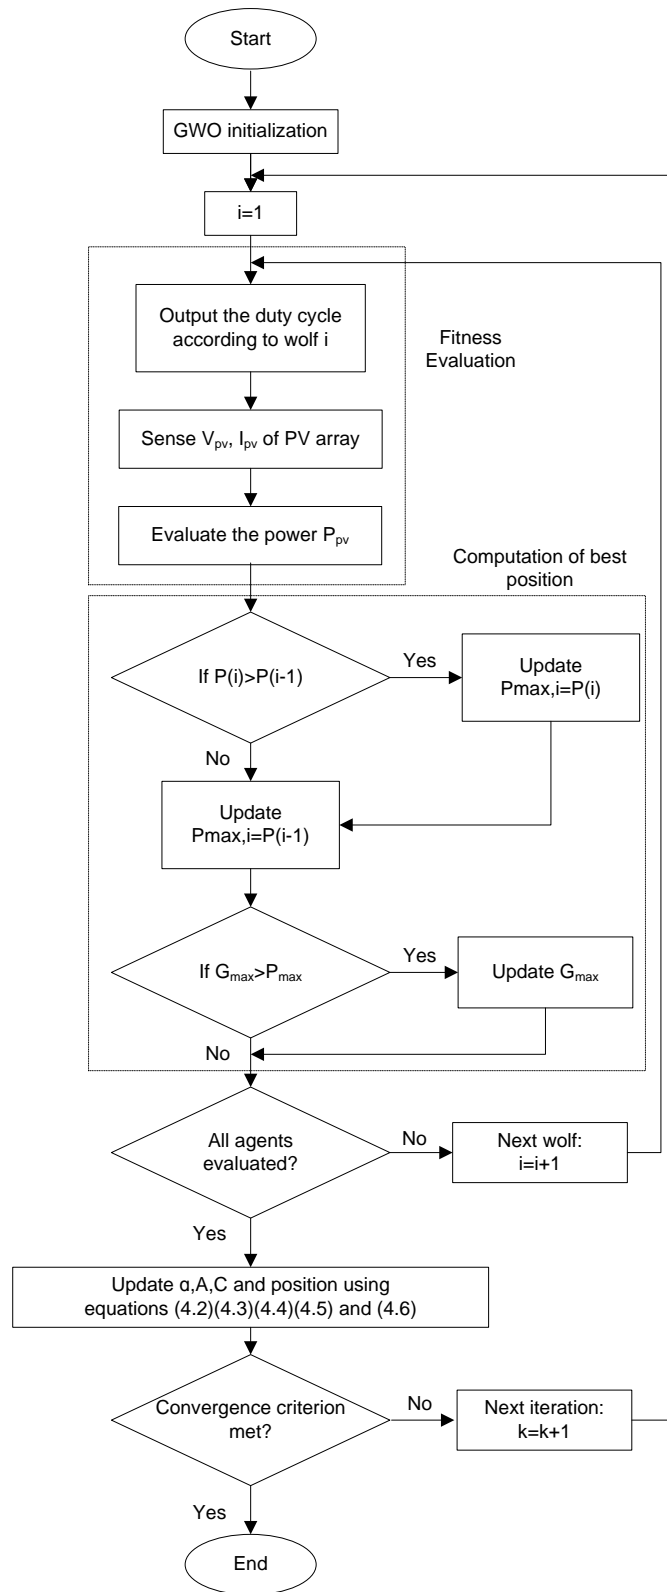 Start
GWO initialization
i=1
Output the duty cycle
according to wolf i
Fitness
Evaluation
Sense Vpv, Ipv of PV array
Evaluate the power Ppv
Computation of best
position
If P(i)>P(i-1)
Yes
Update
Pmax,i=P(i)
No
Update
Pmax,i=P(i-1)
If Gmax>Pmax
Yes
Update Gmax
No
All agents
evaluated?
No
Next wolf:
i=i+1
Yes
Update α,A,C and position using
equations (4.2)(4.3)(4.4)(4.5) and (4.6)
Convergence criterion
met?
No
Next iteration:
k=k+1
Yes
End